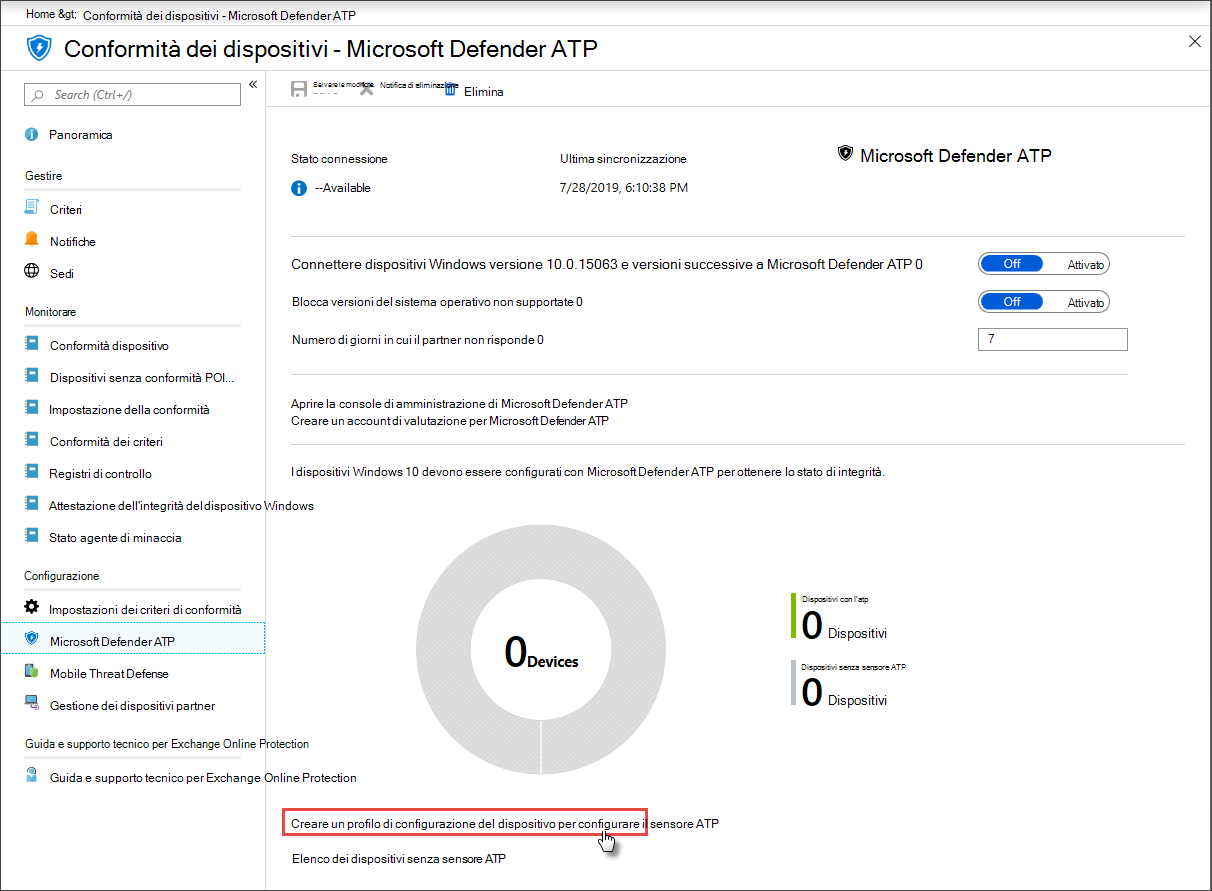 Home &gt; Conformità dei dispositivi - Microsoft Defender ATP
Conformità dei dispositivi - Microsoft Defender ATP
Search (Ctrl+/)
«
Panoramica
Gestire
Criteri
Notifiche
Sedi
Monitorare
Conformità dispositivo
Dispositivi senza conformità POI...
Impostazione della conformità
Conformità dei criteri
Registri di controllo
Attestazione dell'integrità del dispositivo Windows
Stato agente di minaccia
Configurazione
Impostazioni dei criteri di conformità
Microsoft Defender ATP
Mobile Threat Defense
Gestione dei dispositivi partner
Guida e supporto tecnico per Exchange Online Protection
Guida e supporto tecnico per Exchange Online Protection
Salvare le modifiche Notifica di eliminazione Elimina
Stato connessione
--Available
Ultima sincronizzazione
7/28/2019, 6:10:38 PM
Microsoft Defender ATP
Connettere dispositivi Windows versione 10.0.15063 e versioni successive a Microsoft Defender ATP 0 Off Attivato
Blocca versioni del sistema operativo non supportate 0 Off Attivato
Numero di giorni in cui il partner non risponde 0 7
Aprire la console di amministrazione di Microsoft Defender ATP
Creare un account di valutazione per Microsoft Defender ATP
I dispositivi Windows 10 devono essere configurati con Microsoft Defender ATP per ottenere lo stato di integrità.
0 Devices
Dispositivi con l'atp
0 Dispositivi
Dispositivi senza sensore ATP
0 Dispositivi
Creare un profilo di configurazione del dispositivo per configurare il sensore ATP
Elenco dei dispositivi senza sensore ATP